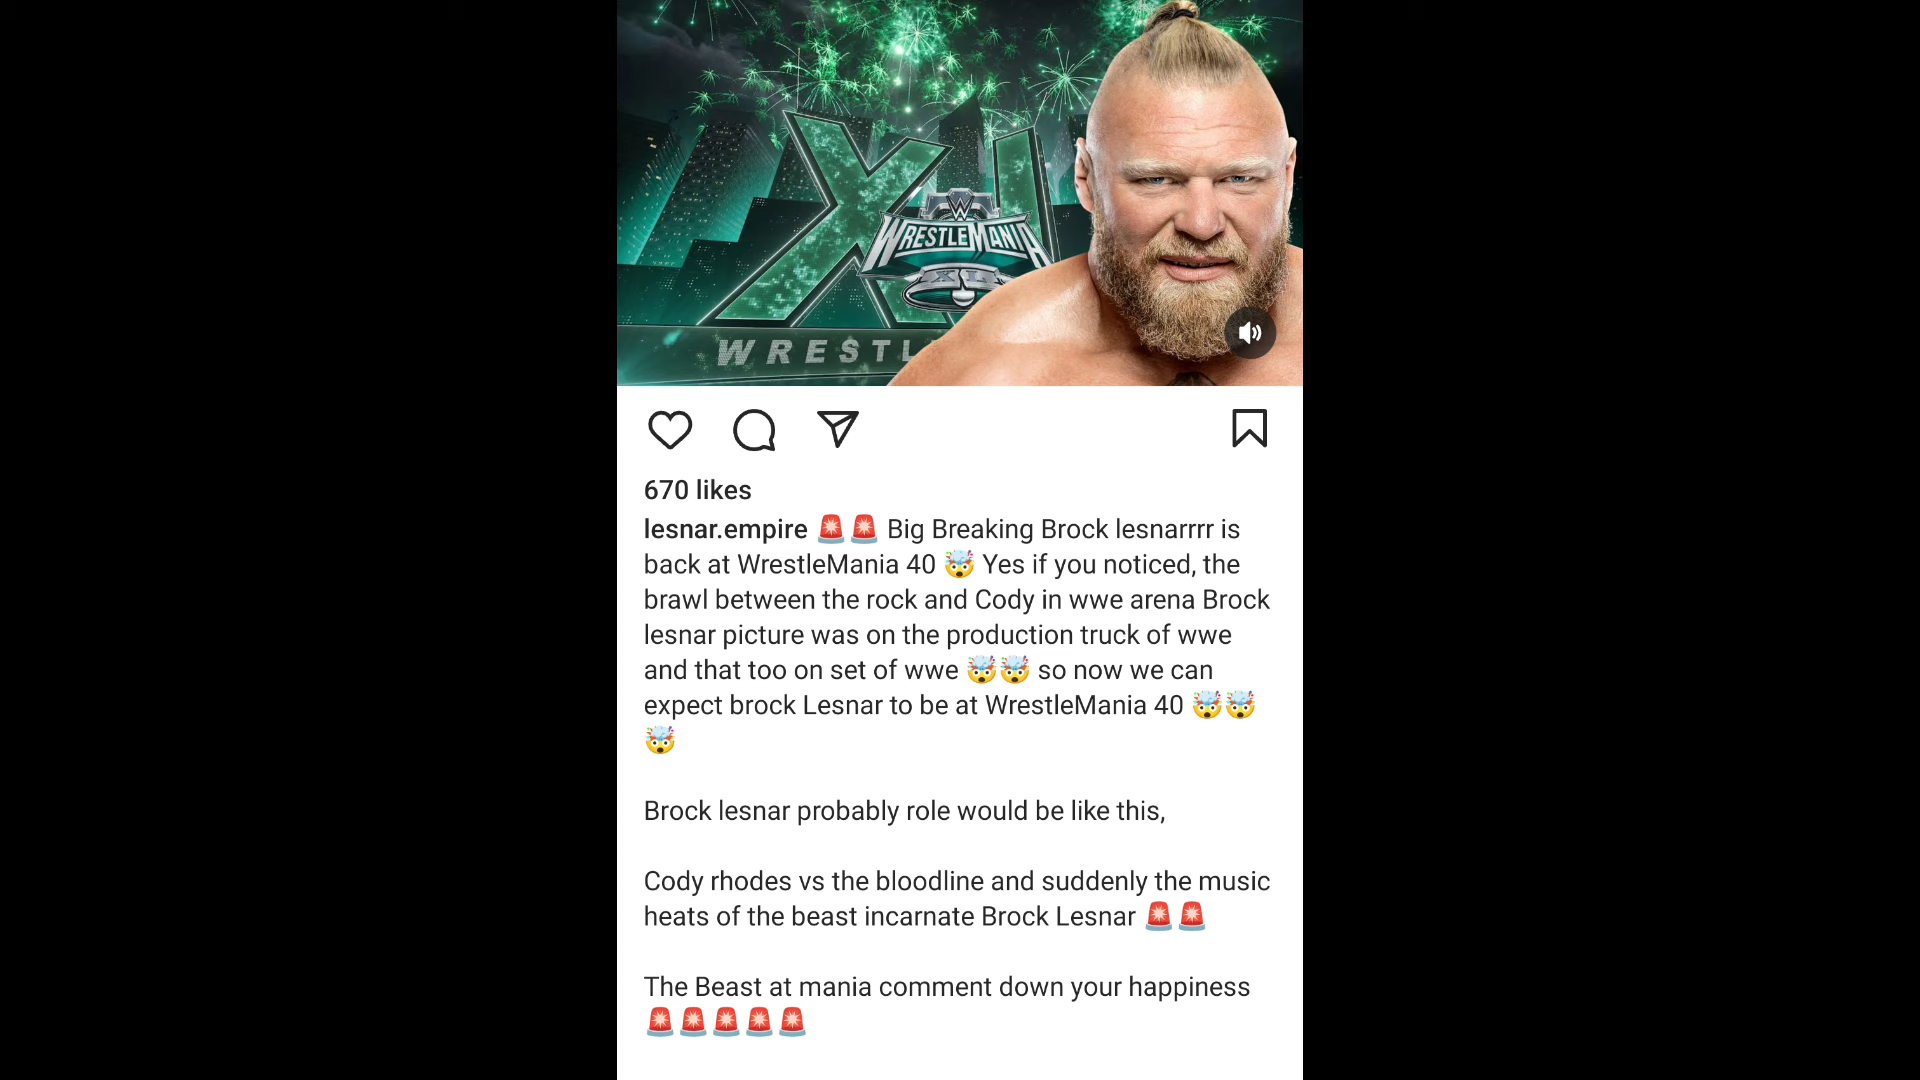 XL
W
WRESTLEMANIA
XL
WRESTL
670 likes
lesnar.empire 🚨🚨 Big Breaking Brock lesnarrrr is
back at WrestleMania 40 🤯 Yes if you noticed, the
brawl between the rock and Cody in wwe arena Brock
lesnar picture was on the production truck of wwe
and that too on set of wwe 🤯🤯 so now we can
expect brock Lesnar to be at WrestleMania 40 🤯🤯
🤯
Brock lesnar probably role would be like this,
Cody rhodes vs the bloodline and suddenly the music
heats of the beast incarnate Brock Lesnar 🚨🚨
The Beast at mania comment down your happiness
🚨🚨🚨🚨🚨